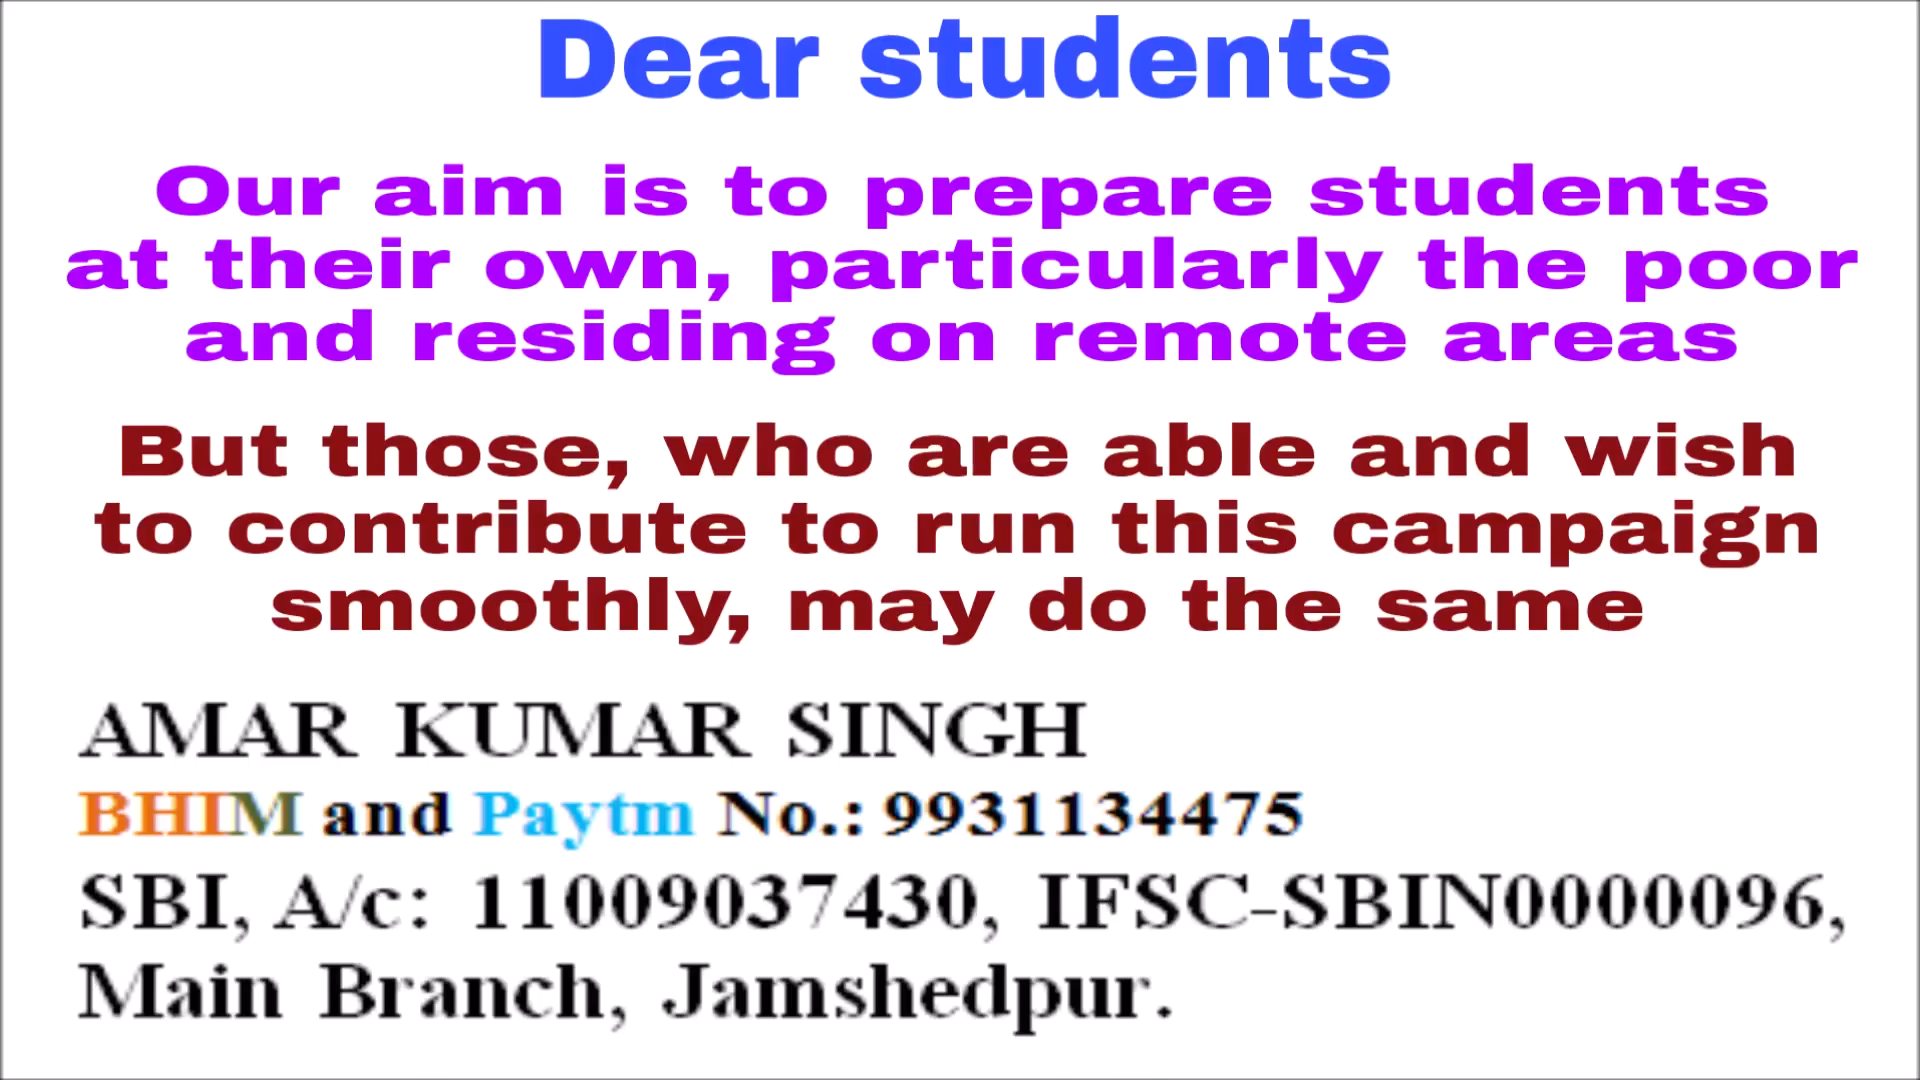 Dear students
Our aim is to prepare students
at their own, particularly the poor
and residing on remote areas
But those, who are able and wish
to contribute to run this campaign
smoothly, may do the same
AMAR KUMAR SINGH
BHIM and Paytm No.: 9931134475
SBI, A/c: 11009037430, IFSC-SBIN0000096,
Main Branch, Jamshedpur.